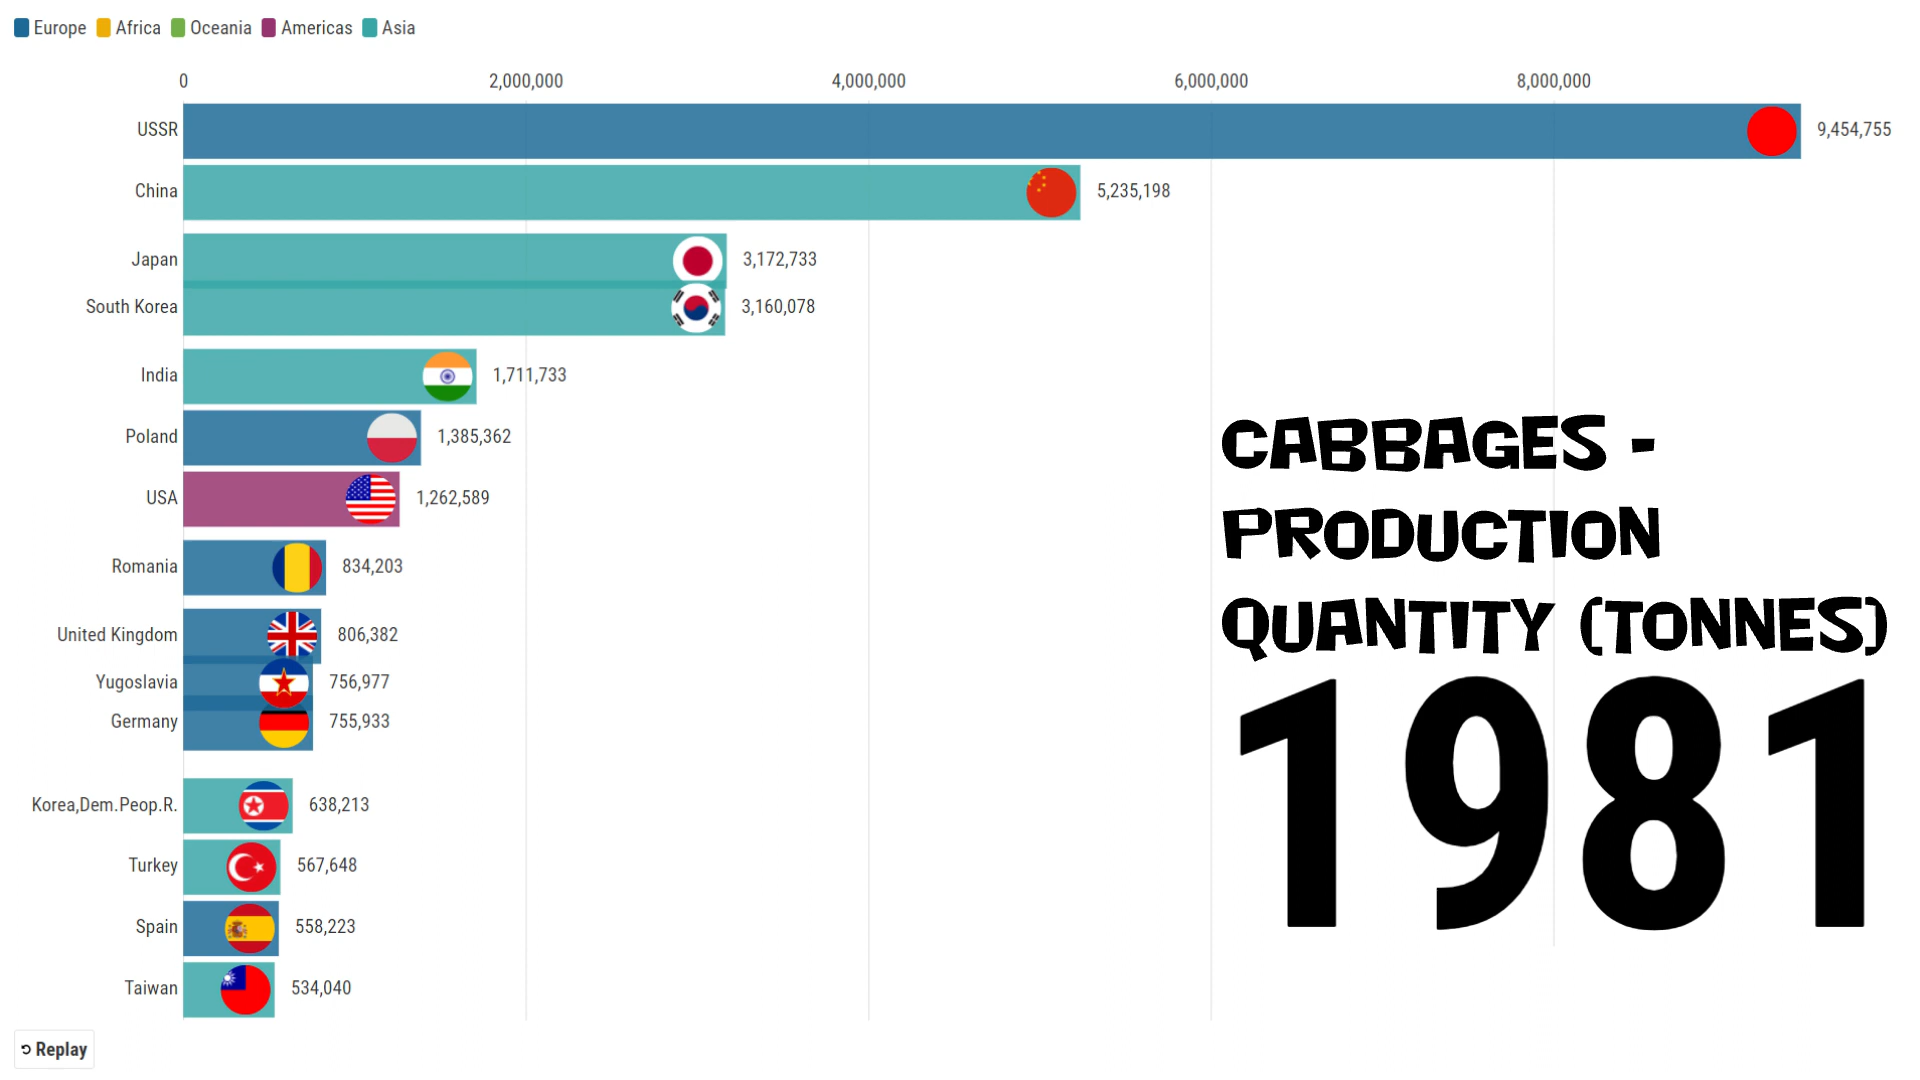 Europe Africa Oceania Americas Asia
0 2,000,000 4,000,000 6,000,000 8,000,000
USSR 9,454,755
China 5,235,198
Japan 3,172,733
South Korea 3,160,078
India 1,711,733
Poland 1,385,362
USA 1,262,589
Romania 834,203
United Kingdom 806,382
Yugoslavia 756,977
Germany 755,933
Korea,Dem.Peop.R. 638,213
Turkey 567,648
Spain 558,223
Taiwan 534,040
CABBAGES -
PRODUCTION
QUANTITY (TONNES)
1981
Replay